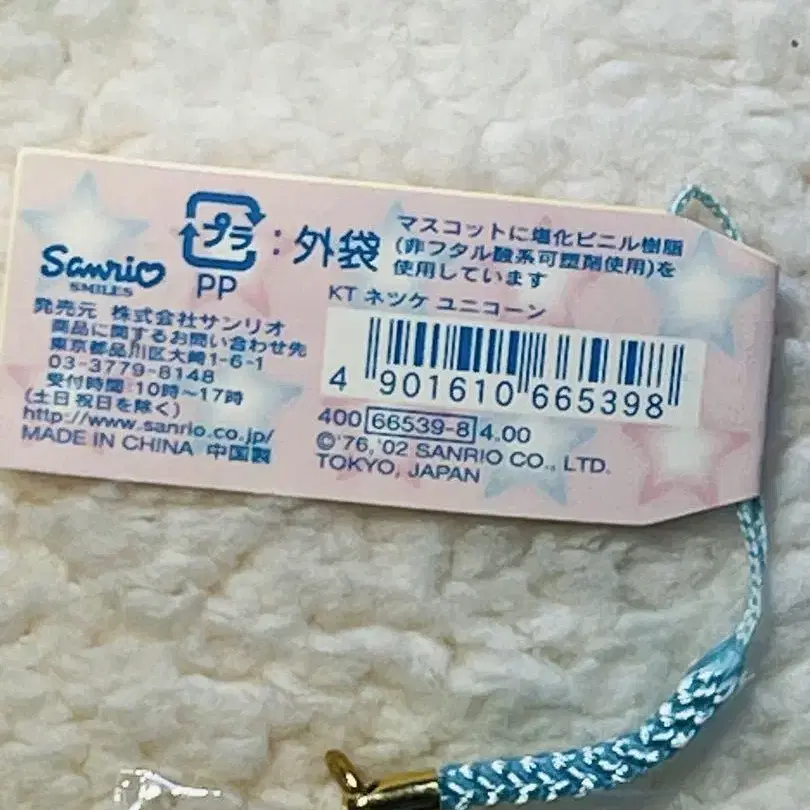 Sanrio
SMILES
発売元 株式会社サンリオ
商品に関するお問い合わせ先
東京都品川区大崎1-6-1
03-3779-8148
受付時間:10時〜17時
(土日祝日を除く)
http://www.sanrio.co.jp/
MADE IN CHINA 中国製
プラ:外袋
PP
マスコットに塩化ビニル樹脂
(非フタル酸系可塑剤使用)を
使用しています
KT ネツケ ユニコーン
4 901610 665398
400 66539-8 4.00
©'76,'02 SANRIO CO., LTD.
TOKYO, JAPAN